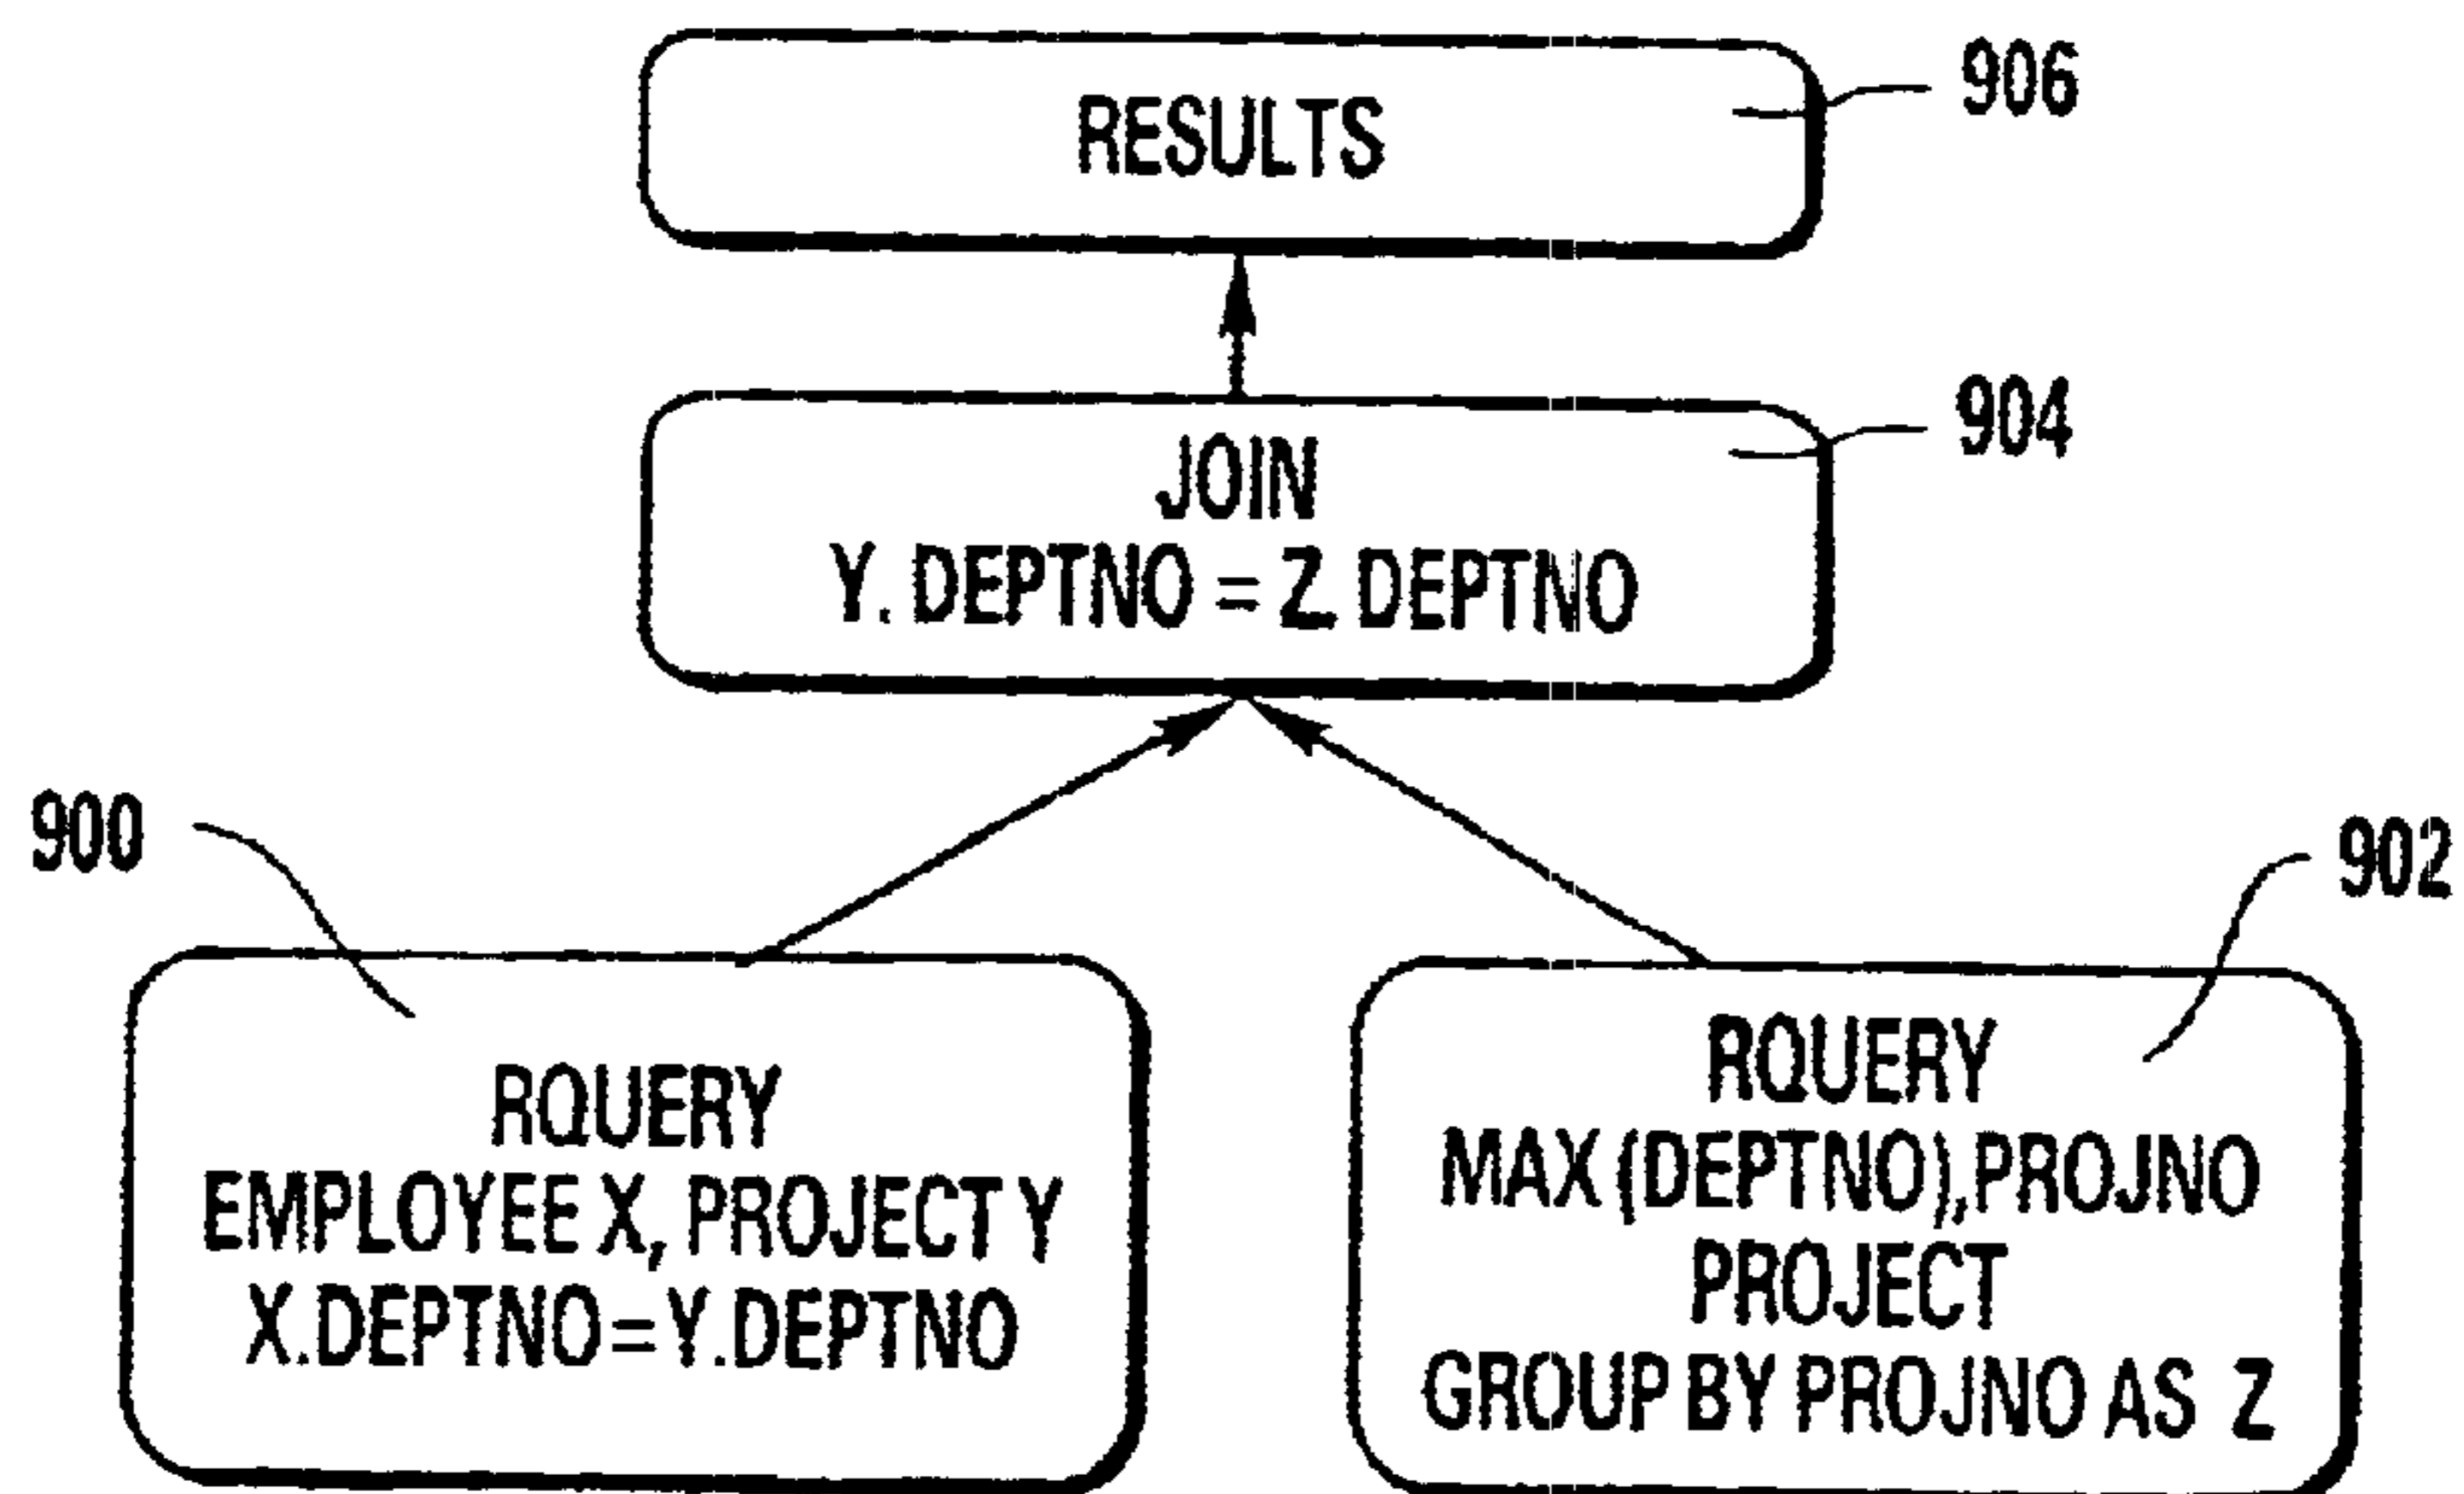 RESULTS
906
JOIN
904
Y. DEPTNO = Z DEPTNO
900
902
RQUERY
EMPLOYEE X, PROJECT Y
X.DEPTNO=Y.DEPTNO
RQUERY
MAX (DEPTNO),PROJNO
PROJECT
GROUP BY PROJNO AS Z